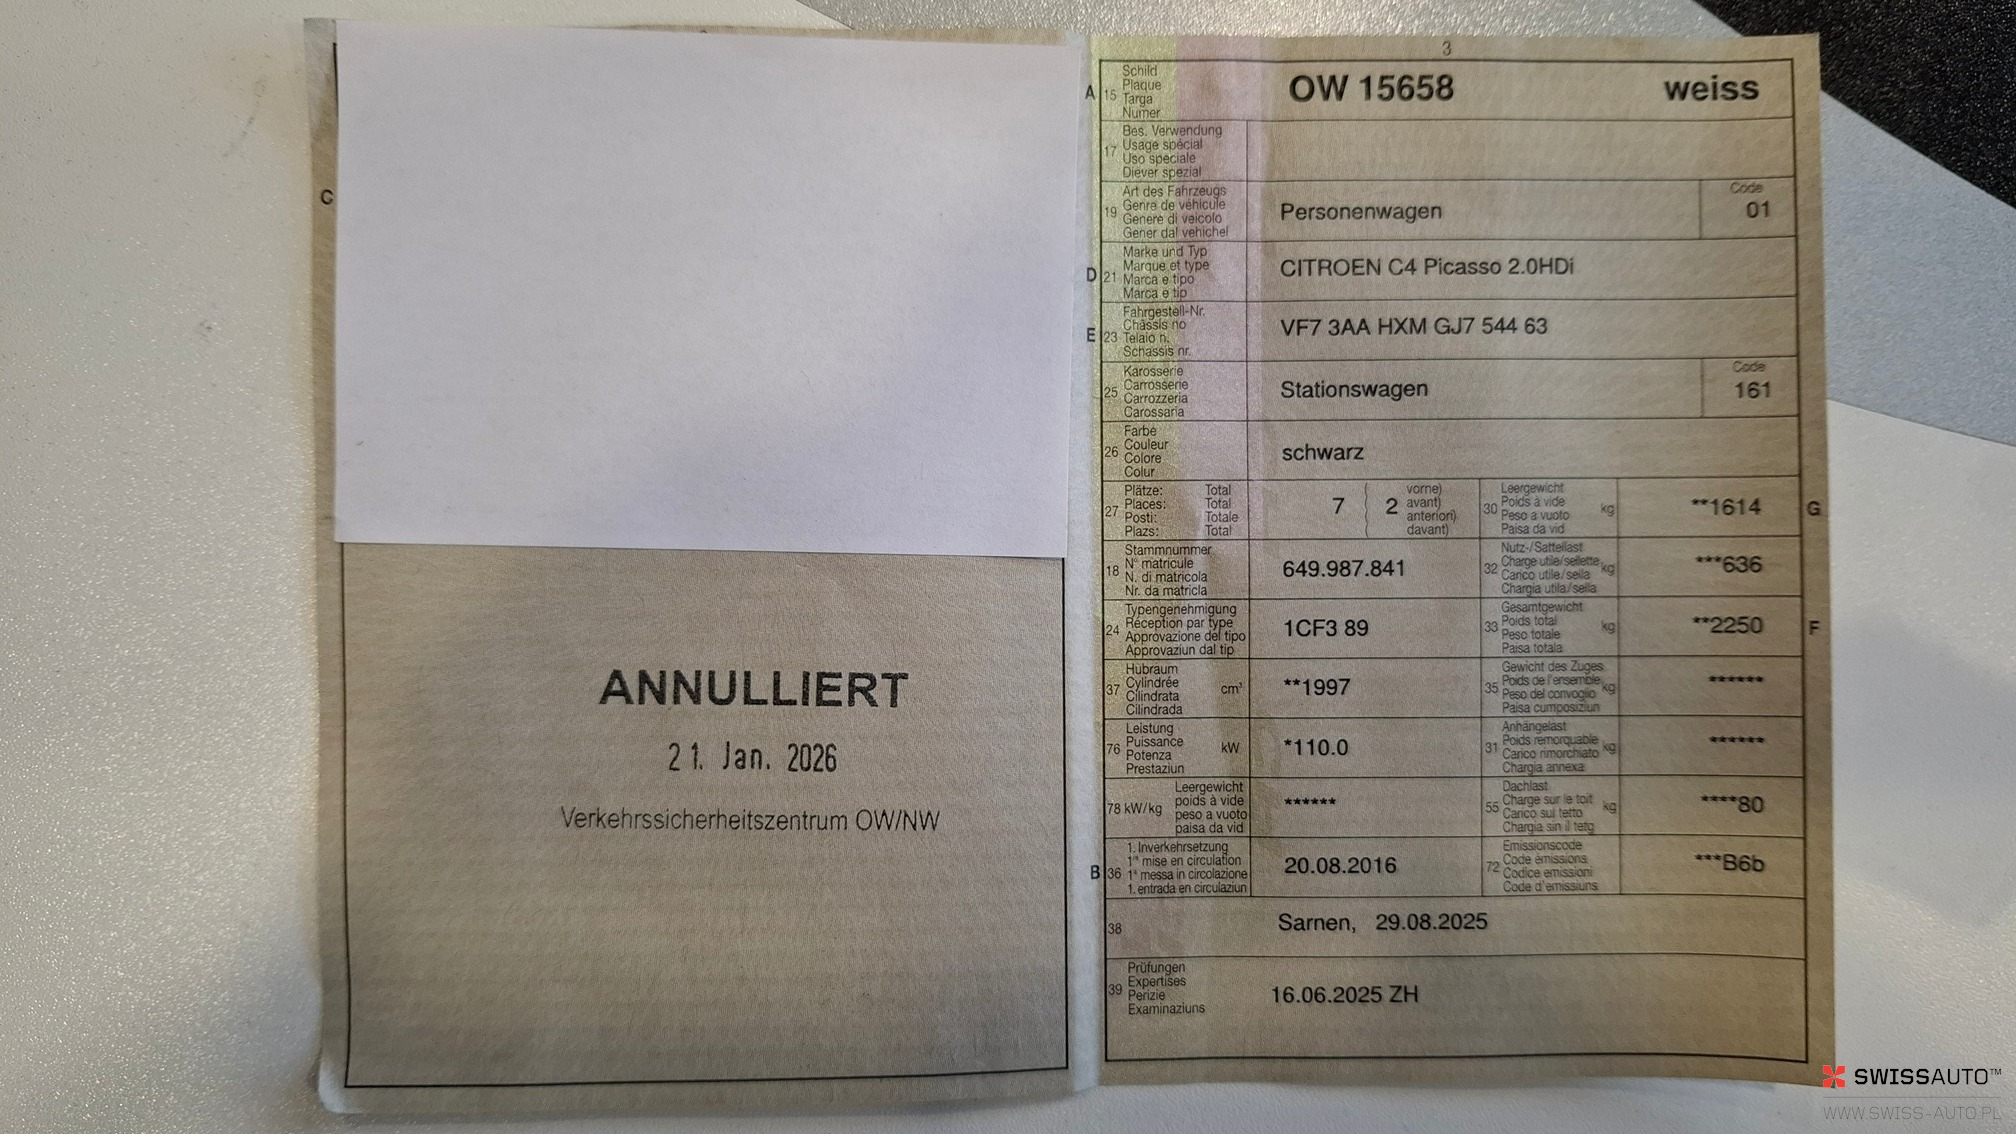 C
ANNULLIERT
21. Jan. 2026
Verkehrssicherheitszentrum OW/NW
3
A 15 Schild
Plaque
Targa
Numer
OW 15658 weiss
17 Bes. Verwendung
Usage spécial
Uso speciale
Diever spezial
19 Art des Fahrzeugs
Genre de véhicule
Genere di veicolo
Gener dal vehichel
Personenwagen
Code
01
D 21 Marke und Typ
Marque et type
Marca e tipo
Marca e tip
CITROEN C4 Picasso 2.0HDi
E 23 Fahrgestell-Nr.
Châssis no
Telaio n.
Schassis nr.
VF7 3AA HXM GJ7 544 63
25 Karosserie
Carrosserie
Carrozzeria
Carossaria
Stationswagen
Code
161
26 Farbe
Couleur
Colore
Colur
schwarz
27 Plätze: Total
Places: Total
Posti: Totale
Plazs: Total
7 ( 2 vorne)
avant)
anteriori)
davant)
30 Leergewicht
Poids à vide
Peso a vuoto
Paisa da vid
kg
**1614
G
18 Stammnummer
N° matricule
N. di matricola
Nr. da matricla
649.987.841
32 Nutz-/Sattellast
Charge utile/sellette
Carico utile/sella
Chargia utila/sella
kg
***636
24 Typengenehmigung
Réception par type
Approvazione del tipo
Approvaziun dal tip
1CF3 89
33 Gesamtgewicht
Poids total
Peso totale
Paisa totala
kg
**2250
F
37 Hubraum
Cylindrée
Cilindrata
Cilindrada
cm³
**1997
35 Gewicht des Zuges
Poids de l'ensemble
Peso del convoglio
Paisa cumposiziun
kg
******
76 Leistung
Puissance
Potenza
Prestaziun
kW
*110.0
31 Anhängelast
Poids remorquable
Carico rimorchiato
Chargia annexa
kg
******
78 kW/kg Leergewicht
poids à vide
peso a vuoto
paisa da vid
******
55 Dachlast
Charge sur le toit
Carico sul tetto
Chargia sin il tetg
kg
****80
B 36 1. Inverkehrsetzung
1re mise en circulation
1a messa in circolazione
1. entrada en circulaziun
20.08.2016
72 Emissionscode
Code émissions
Codice emissioni
Code d'emissiuns
***B6b
38 Sarnen, 29.08.2025
39 Prüfungen
Expertises
Perizie
Examinaziuns
16.06.2025 ZH
SWISSAUTO™
WWW.SWISS-AUTO.PL